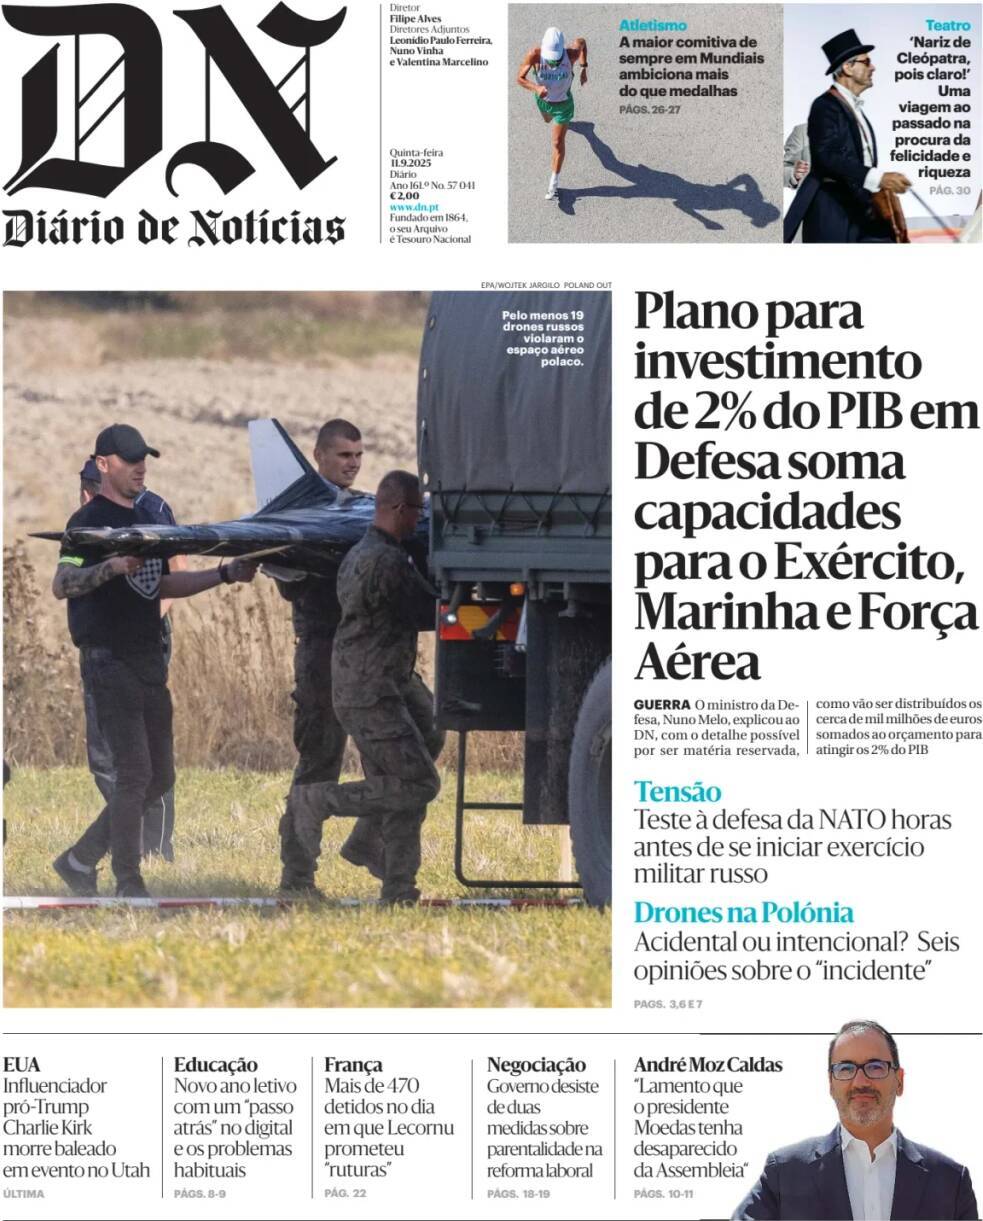 DN
Diário de Notícias
Diretor
Filipe Alves
Diretores Adjuntos
Leonídio Paulo Ferreira,
Nuno Vinha
e Valentina Marcelino
Quinta-feira
11.9.2025
Diário
Ano 161.º No. 57 041
€ 2,00
www.dn.pt
Fundado em 1864,
o seu Arquivo
é Tesouro Nacional
Atletismo
A maior comitiva de
sempre em Mundiais
ambiciona mais
do que medalhas
PÁGS. 26-27
Teatro
‘Nariz de
Cleópatra,
pois claro!’
Uma
viagem ao
passado na
procura da
felicidade e
riqueza
PÁG. 30
EPA/WOJTEK JARGILO POLAND OUT
Pelo menos 19
drones russos
violaram o
espaço aéreo
polaco.
Plano para
investimento
de 2% do PIB em
Defesa soma
capacidades
para o Exército,
Marinha e Força
Aérea
GUERRA O ministro da De-
fesa, Nuno Melo, explicou ao
DN, com o detalhe possível
por ser matéria reservada,
como vão ser distribuídos os
cerca de mil milhões de euros
somados ao orçamento para
atingir os 2% do PIB
Tensão
Teste à defesa da NATO horas
antes de se iniciar exercício
militar russo
Drones na Polónia
Acidental ou intencional? Seis
opiniões sobre o “incidente”
PAGS. 3,6 E 7
EUA
Influenciador
pró-Trump
Charlie Kirk
morre baleado
em evento no Utah
ÚLTIMA
Educação
Novo ano letivo
com um “passo
atrás” no digital
e os problemas
habituais
PÁGS. 8-9
França
Mais de 470
detidos no dia
em que Lecornu
prometeu
“ruturas”
PÁG. 22
Negociação
Governo desiste
de duas
medidas sobre
parentalidade na
reforma laboral
PÁGS. 18-19
André Moz Caldas
“Lamento que
o presidente
Moedas tenha
desaparecido
da Assembleia“
PÁGS. 10-11